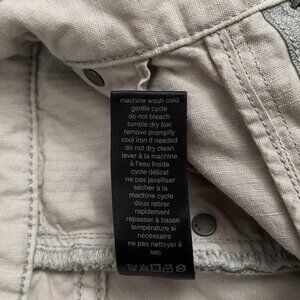 machine wash cold
gentle cycle
do not bleach
tumble dry low
remove promptly
cool iron if needed
do not dry clean
laver à la machine
à l'eau froide
cycle délicat
ne pas javelliser
sécher à la
machine cycle
doux retirer
rapidement
repasser à basse
température si
nécessaire
ne pas nettoyer à
sec